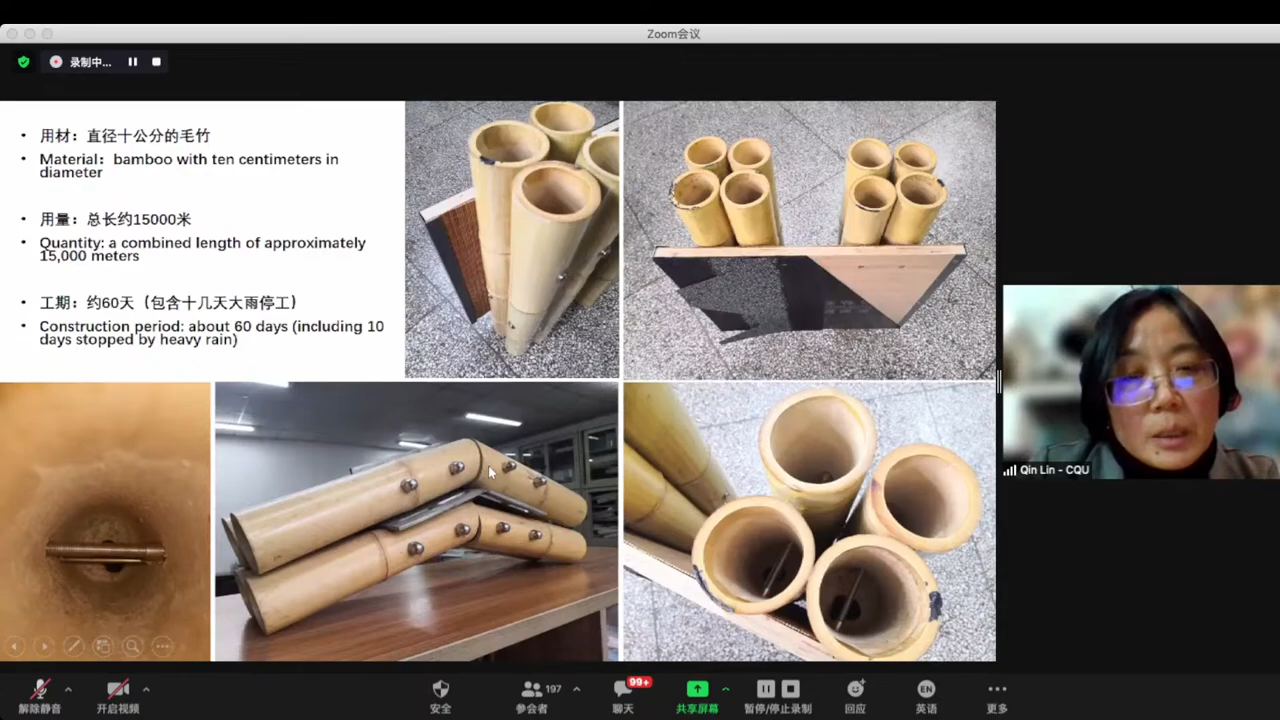 Zoom会议
录制中...
• 用材：直径十公分的毛竹
• Material: bamboo with ten centimeters in
diameter
• 用量：总长约15000米
• Quantity: a combined length of approximately
15,000 meters
• 工期：约60天（包含十几天大雨停工）
• Construction period: about 60 days (including 10
days stopped by heavy rain)
Qin Lin - CQU
解除静音
开启视频
安全
197
参会者
99+
聊天
共享屏幕
暂停/停止录制
回应
EN
英语
更多